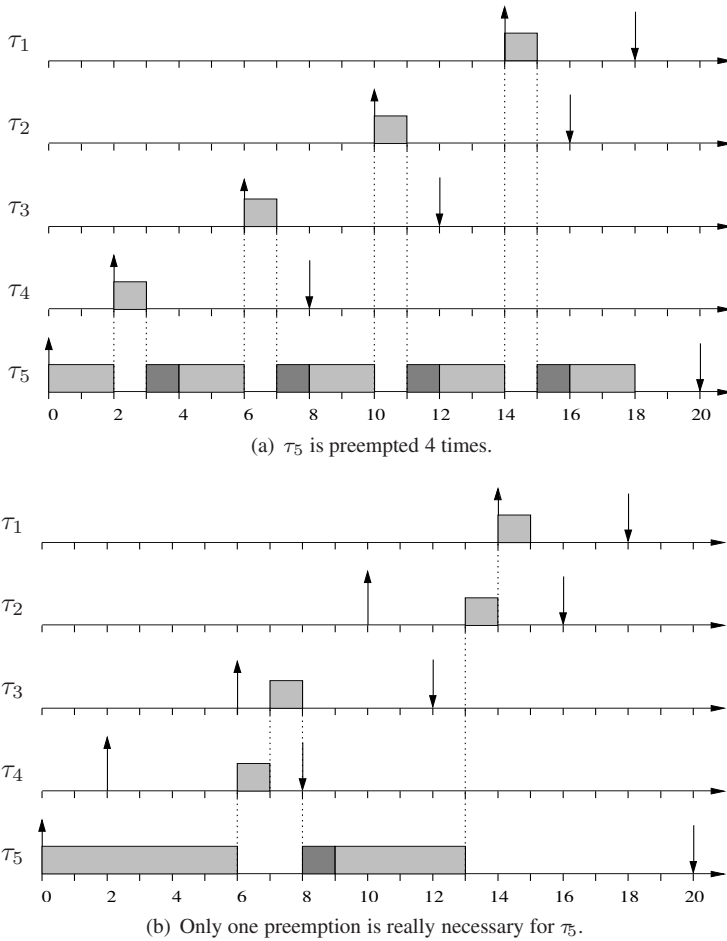 τ1
τ2
τ3
τ4
τ5
0 2 4 6 8 10 12 14 16 18 20
(a) τ5 is preempted 4 times.
τ1
τ2
τ3
τ4
τ5
0 2 4 6 8 10 12 14 16 18 20
(b) Only one preemption is really necessary for τ5.